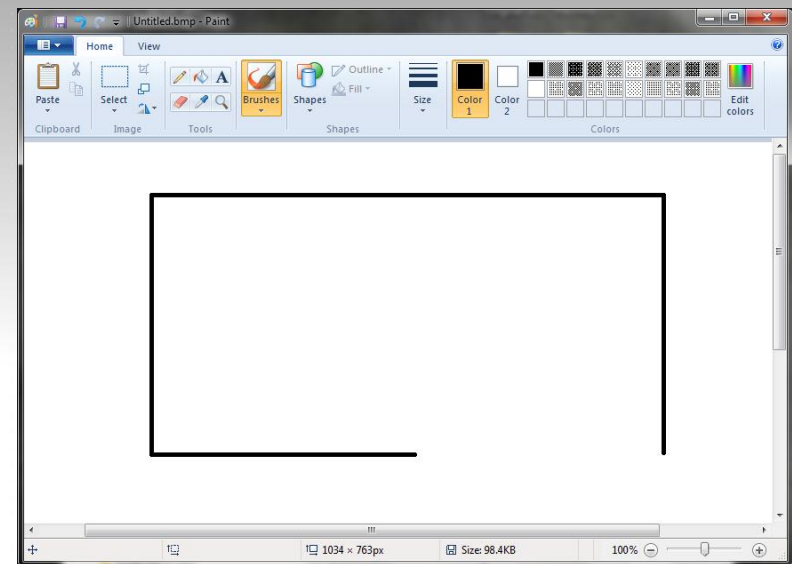 Untitled.bmp - Paint
Home View
Paste
Select
A
Brushes
Shapes
Outline
Fill
Size
Color 1
Color 2
Edit colors
Clipboard Image Tools Shapes Colors
1034 × 763px Size: 98.4KB 100%